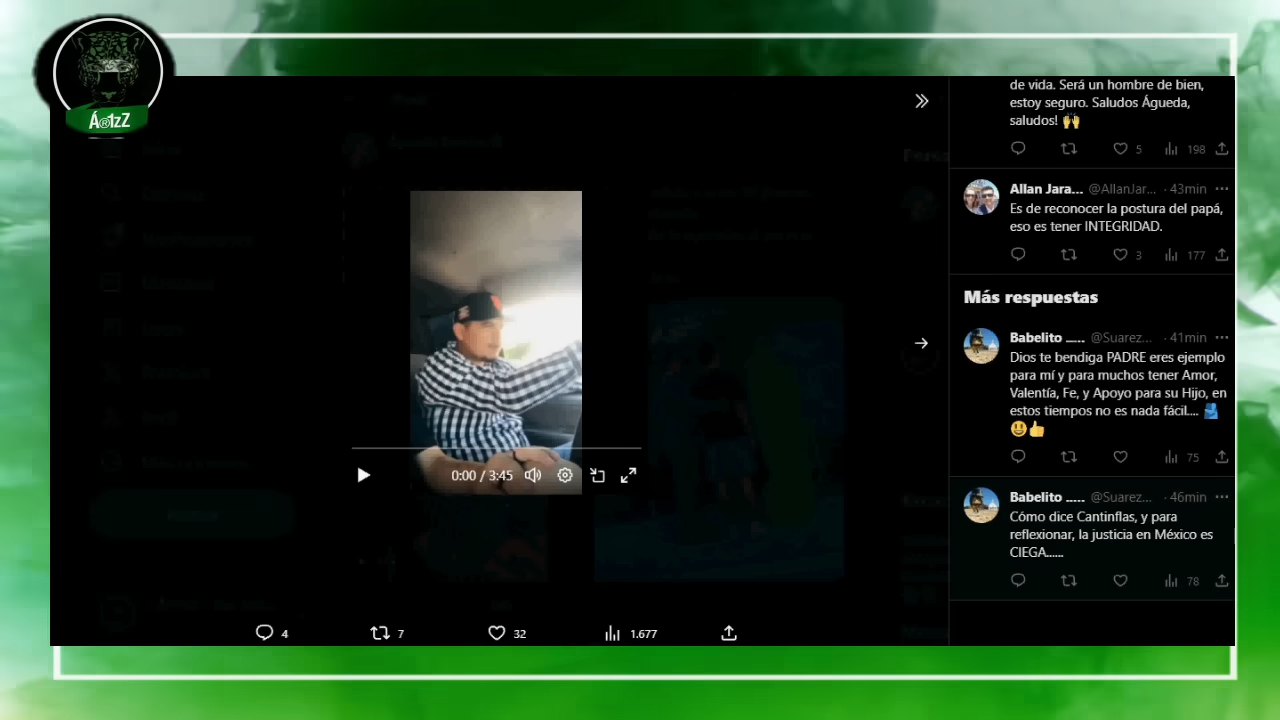 Á®1zZ
0:00 / 3:45
4
7
32
1.677
de vida. Será un hombre de bien,
estoy seguro. Saludos Águeda,
saludos! 🙌
5
198
Allan Jara... @AllanJar... · 43min
Es de reconocer la postura del papá,
eso es tener INTEGRIDAD.
3
177
Más respuestas
Babelito ..... @Suarez... · 41min
Dios te bendiga PADRE eres ejemplo
para mí y para muchos tener Amor,
Valentía, Fe, y Apoyo para su Hijo, en
estos tiempos no es nada fácil....
😃👍
75
Babelito ..... @Suarez... · 46min
Cómo dice Cantinflas, y para
reflexionar, la justicia en México es
CIEGA......
78